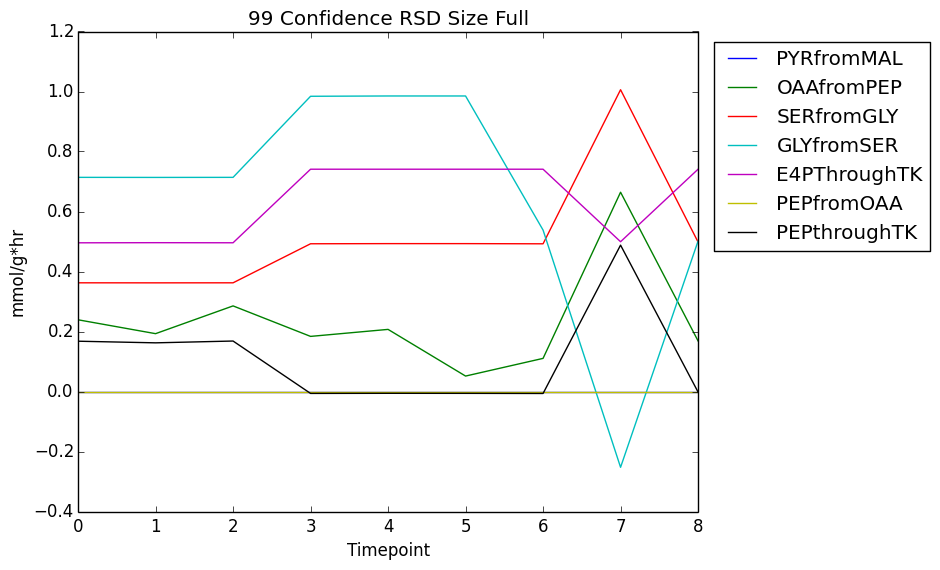 99 Confidence RSD Size Full
1.2
1.0
0.8
0.6
0.4
0.2
0.0
−0.2
−0.4
mmol/g*hr
0 1 2 3 4 5 6 7 8
Timepoint
PYRfromMAL
OAAfromPEP
SERfromGLY
GLYfromSER
E4PThroughTK
PEPfromOAA
PEPthroughTK